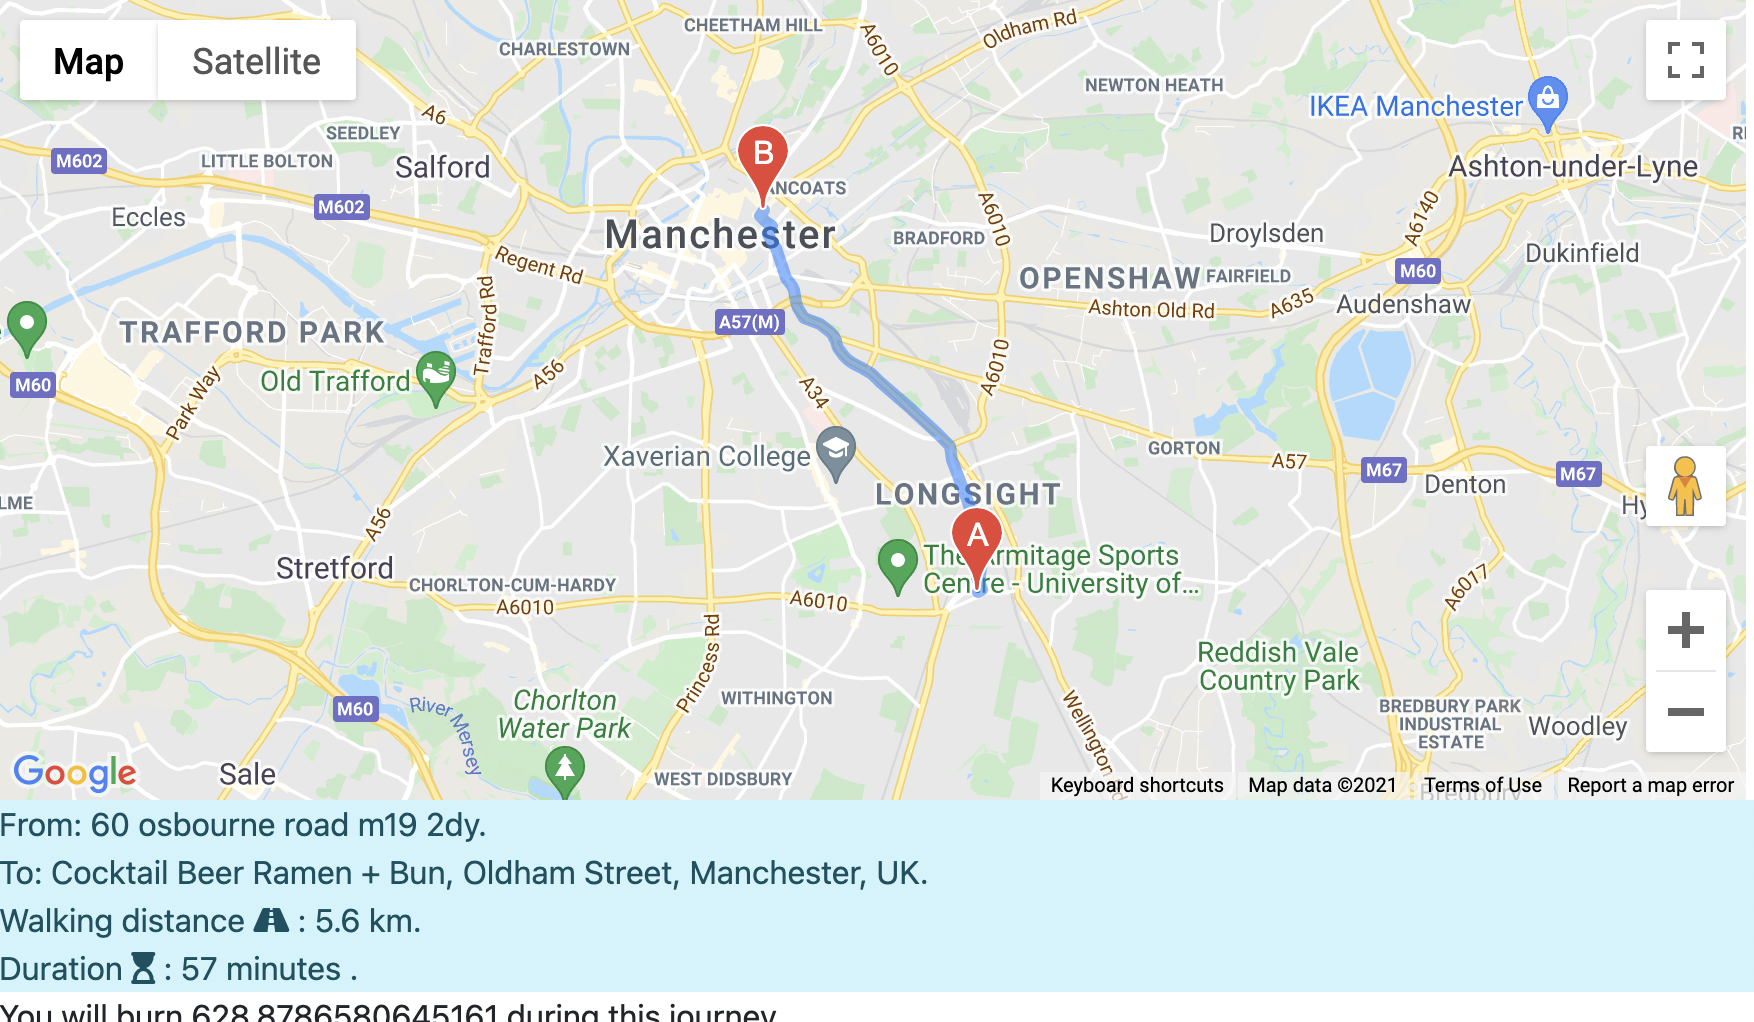 CHEETHAM HILL
Oldham Rd
A6010
CHARLESTOWN
Map
Satellite
NEWTON HEATH
IKEA Manchester
A6
SEEDLEY
M602
LITTLE BOLTON
Salford
B
Ashton-under-Lyne
ANCOATS
M602
Eccles
A6010
A6140
Manchester
BRADFORD
Droylsden
Dukinfield
Regent Rd
OPENSHAW
FAIRFIELD
M60
Trafford Rd
Ashton Old Rd
A635
Audenshaw
A57(M)
TRAFFORD PARK
M60
Old Trafford
A56
Park Way
A34
A6010
Xaverian College
GORTON
A57
M67
M67
Denton
LONGSIGHT
LME
Hy
A56
A
The Armitage Sports
Centre - University of...
Stretford
CHORLTON-CUM-HARDY
A6010
A6010
A6017
Princess Rd
Reddish Vale
Country Park
WITHINGTON
Chorlton
Water Park
M60
River Mersey
Wellington
BREDBURY PARK
INDUSTRIAL
ESTATE
Woodley
Google
Sale
WEST DIDSBURY
Bredbury
Keyboard shortcuts
Map data ©2021
Terms of Use
Report a map error
From: 60 osbourne road m19 2dy.
To: Cocktail Beer Ramen + Bun, Oldham Street, Manchester, UK.
Walking distance : 5.6 km.
Duration : 57 minutes .
You will burn 628.8786580645161 during this journey